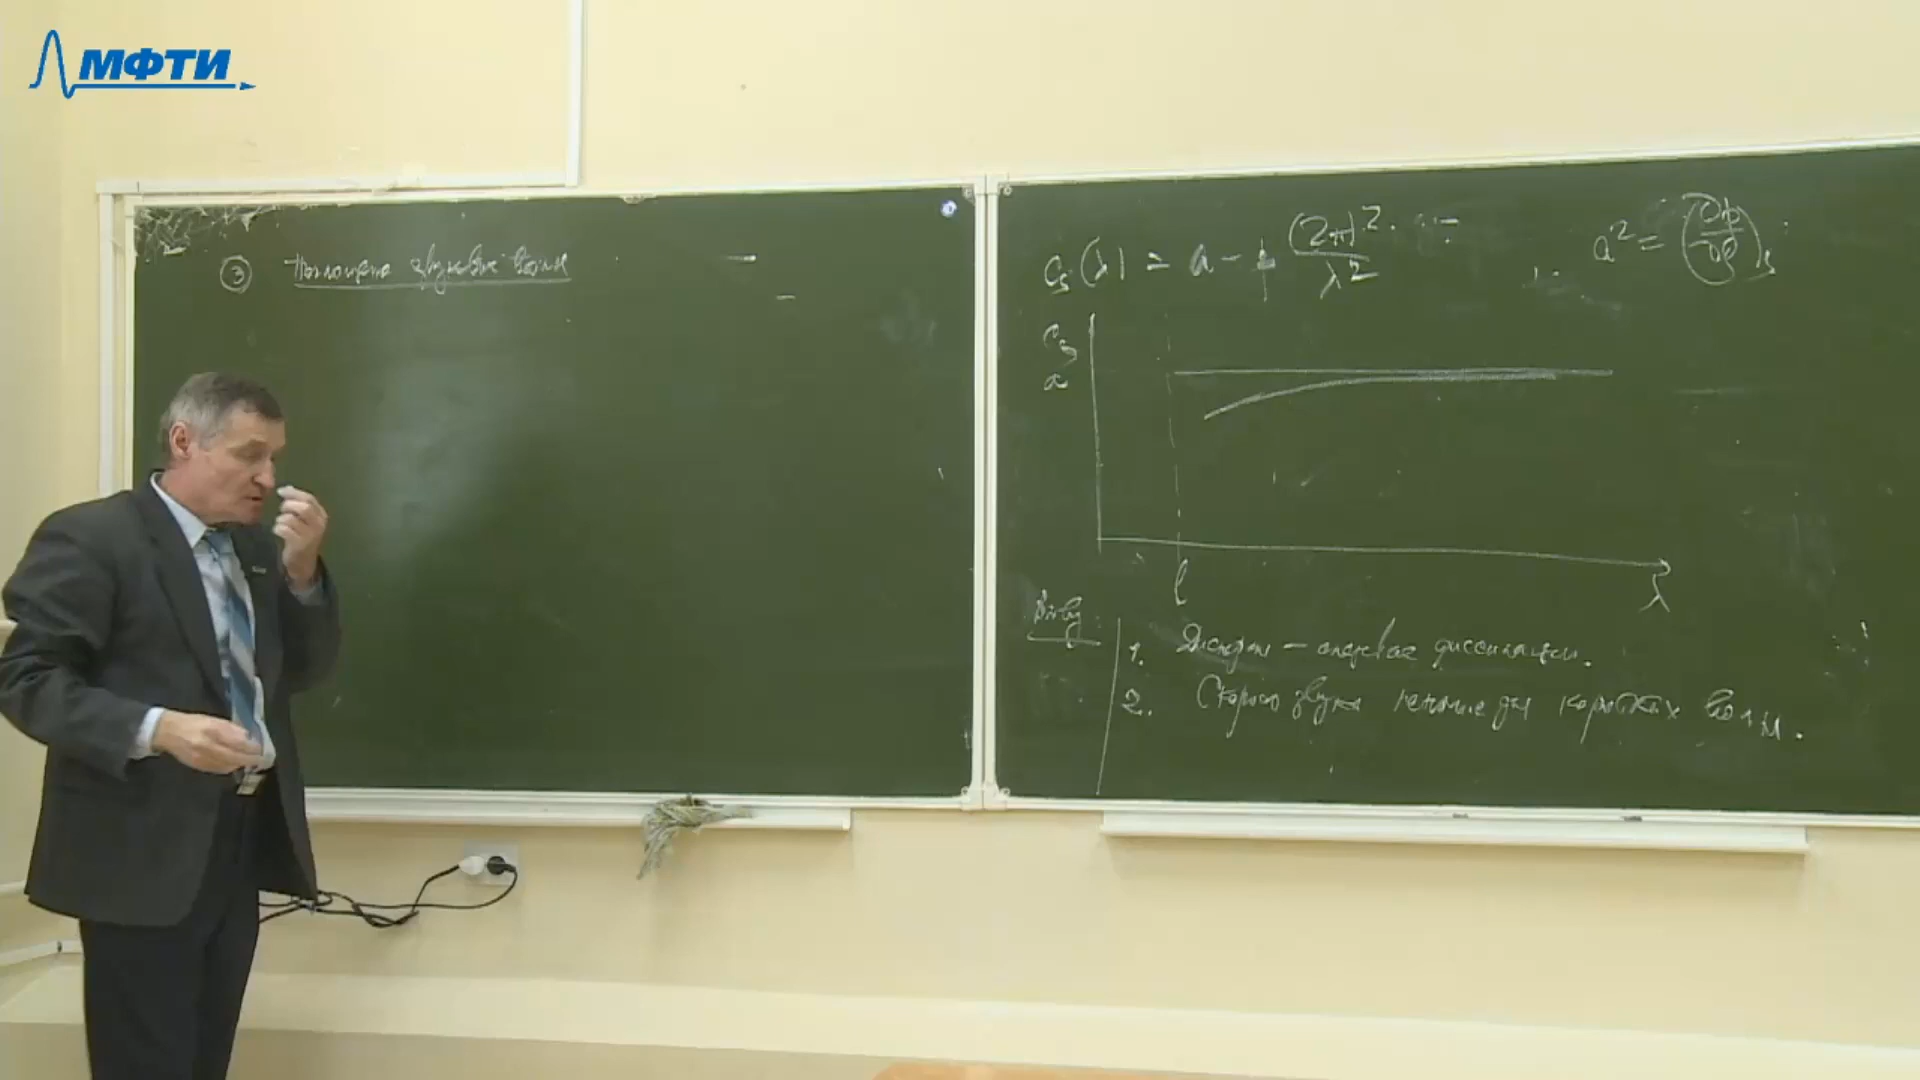 МФТИ
③ Поглощение звуковых волн
c_s(λ) = a - f (2π)²/λ² a² = (∂p/∂ρ)_s
c_s
a
l
λ
Вывод:
1. Дисперсия – следствие диссипации.
2. Скорость звука меньше для коротких волн.